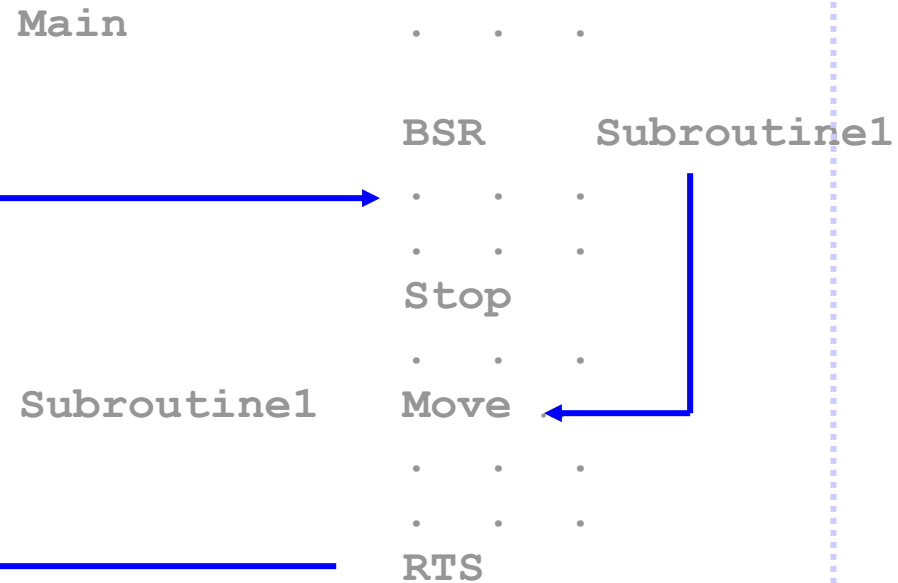 Main . . .
BSR Subroutine1
. . .
. . .
Stop
. . .
Subroutine1 Move .
. . .
. . .
RTS